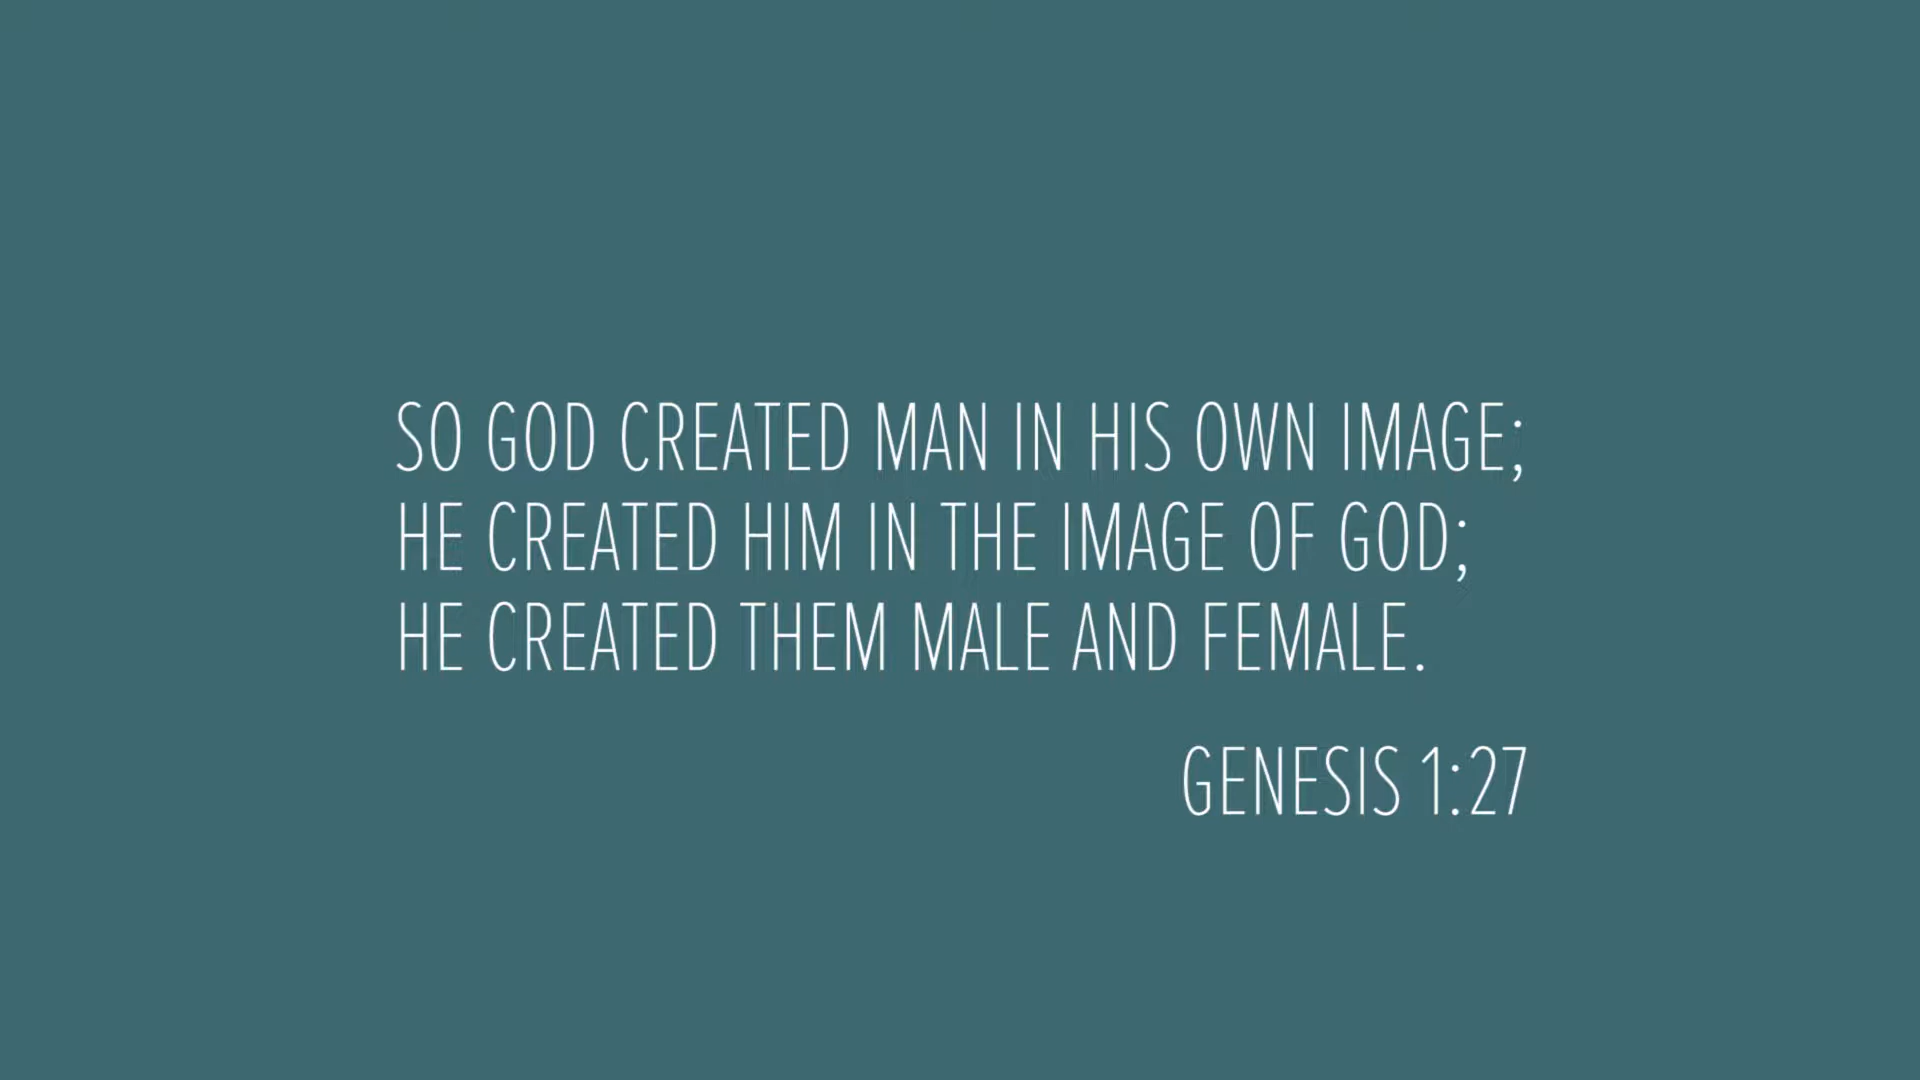 SO GOD CREATED MAN IN HIS OWN IMAGE;
HE CREATED HIM IN THE IMAGE OF GOD;
HE CREATED THEM MALE AND FEMALE.
GENESIS 1:27